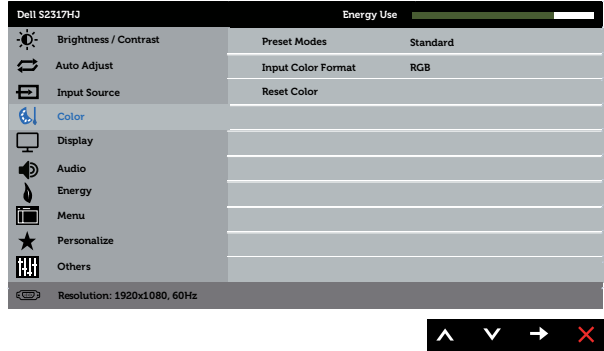 Dell S2317HJ Energy Use
Brightness / Contrast Preset Modes Standard
Auto Adjust Input Color Format RGB
Input Source Reset Color
Color
Display
Audio
Energy
Menu
Personalize
Others
Resolution: 1920x1080, 60Hz